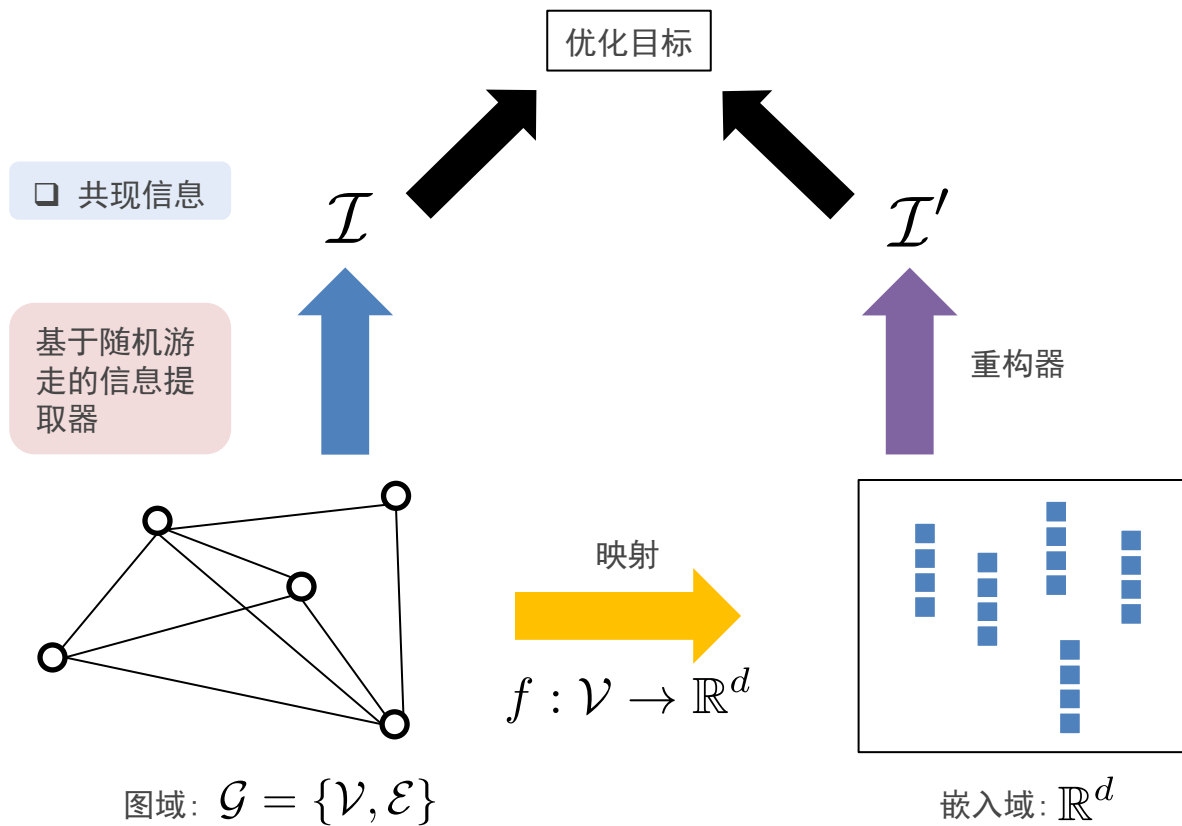 优化目标
❑ 共现信息
ℐ
ℐ′
基于随机游
走的信息提
取器
重构器
映射
f : 𝒱 → ℝ^d
图域: 𝒢 = {𝒱, ℰ}
嵌入域: ℝ^d